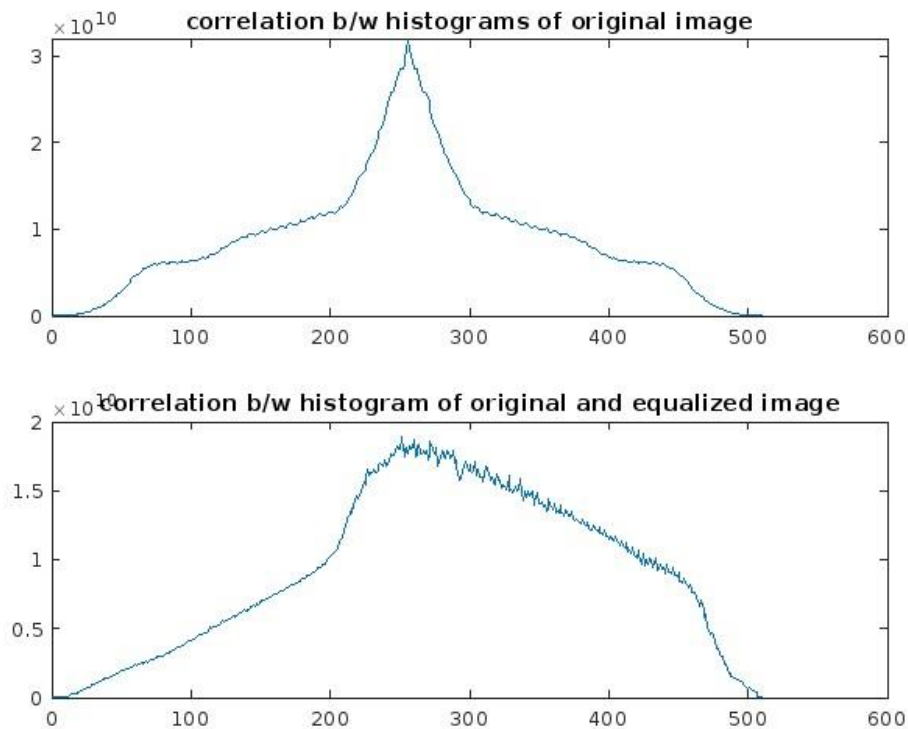 ×10^10 correlation b/w histograms of original image
3
2
1
0
0 100 200 300 400 500 600
×10^10 correlation b/w histogram of original and equalized image
2
1.5
1
0.5
0
0 100 200 300 400 500 600